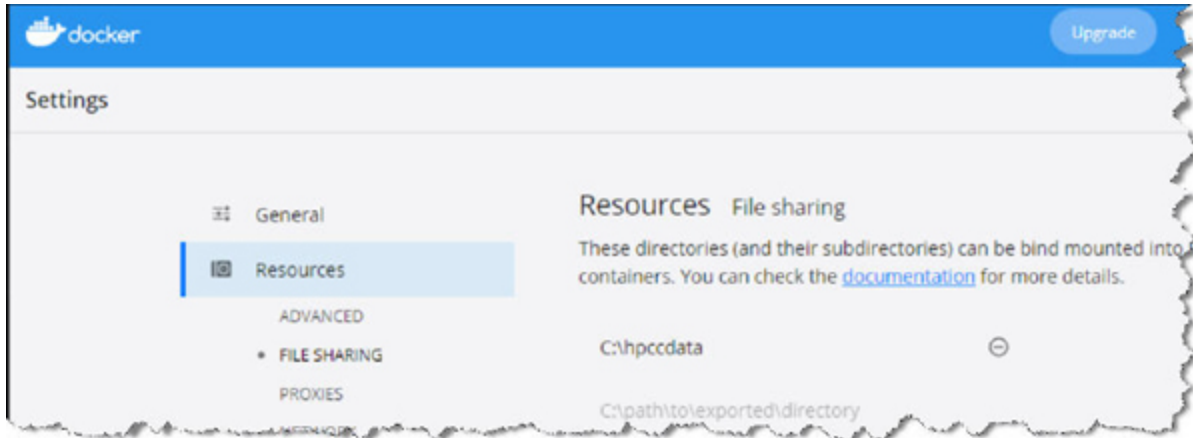 docker
Upgrade
Settings
General
Resources
ADVANCED
FILE SHARING
PROXIES
NETWORK
Resources File sharing
These directories (and their subdirectories) can be bind mounted into
containers. You can check the documentation for more details.
C:\hpccdata
C:\path\to\exported\directory